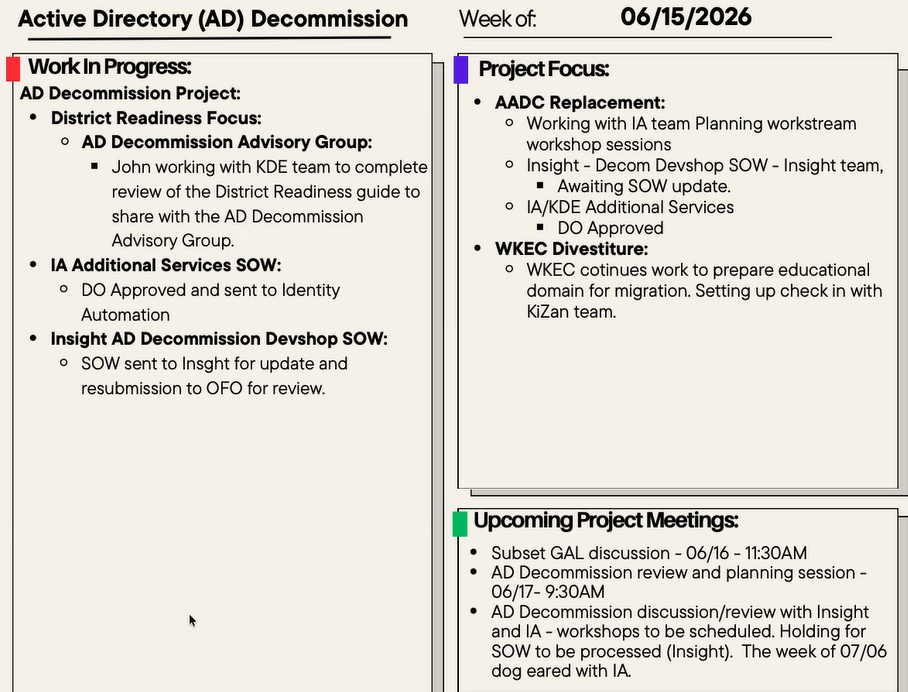 Active Directory (AD) Decommission
Week of: 06/15/2026
Work In Progress:
AD Decommission Project:
• District Readiness Focus:
○ AD Decommission Advisory Group:
▪ John working with KDE team to complete
review of the District Readiness guide to
share with the AD Decommission
Advisory Group.
• IA Additional Services SOW:
○ DO Approved and sent to Identity
Automation
• Insight AD Decommission Devshop SOW:
○ SOW sent to Insght for update and
resubmission to OFO for review.
Project Focus:
• AADC Replacement:
○ Working with IA team Planning workstream
workshop sessions
○ Insight - Decom Devshop SOW - Insight team,
▪ Awaiting SOW update.
○ IA/KDE Additional Services
▪ DO Approved
• WKEC Divestiture:
○ WKEC cotinues work to prepare educational
domain for migration. Setting up check in with
KiZan team.
Upcoming Project Meetings:
• Subset GAL discussion - 06/16 - 11:30AM
• AD Decommission review and planning session -
06/17- 9:30AM
• AD Decommission discussion/review with Insight
and IA - workshops to be scheduled. Holding for
SOW to be processed (Insight).  The week of 07/06
dog eared with IA.